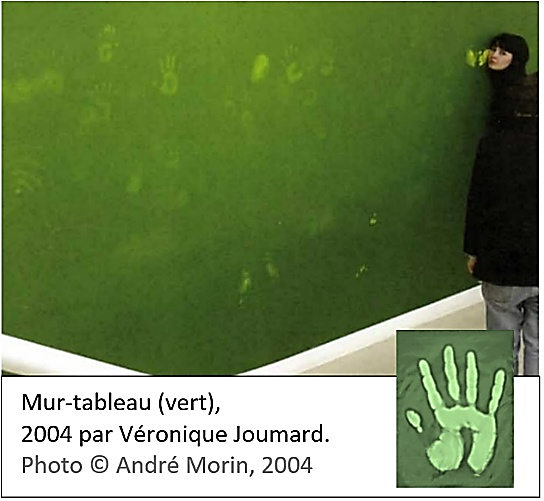 Mur-tableau (vert),
2004 par Véronique Joumard.
Photo © André Morin, 2004